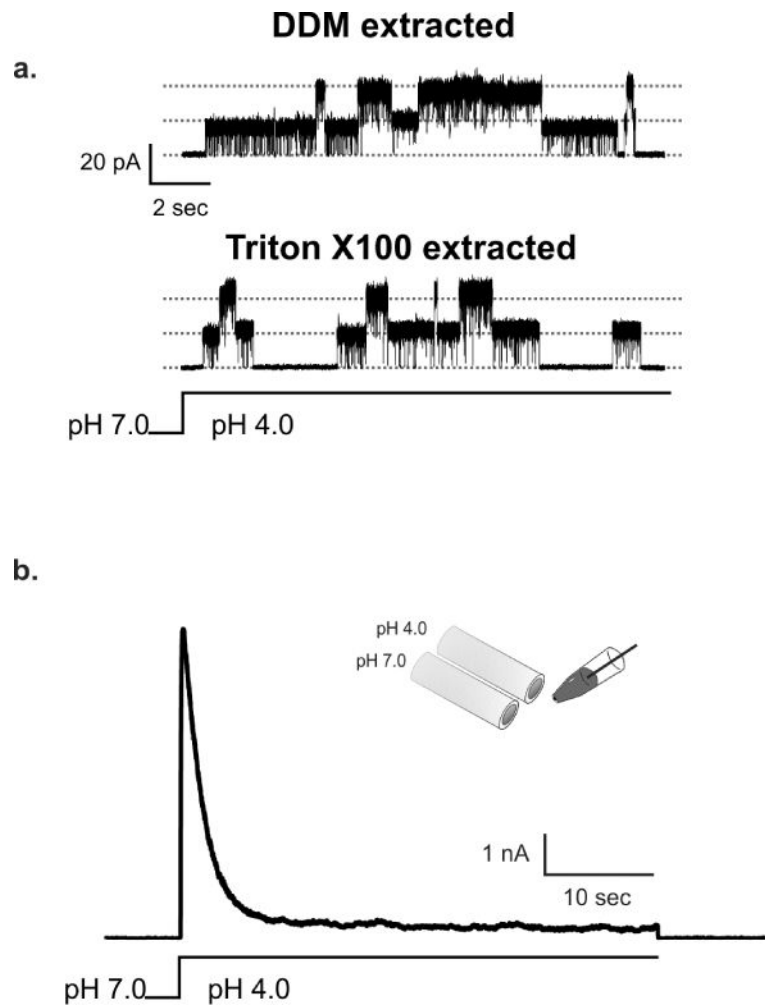 DDM extracted
a.
20 pA
2 sec
Triton X100 extracted
pH 7.0
pH 4.0
b.
pH 4.0
pH 7.0
1 nA
10 sec
pH 7.0
pH 4.0